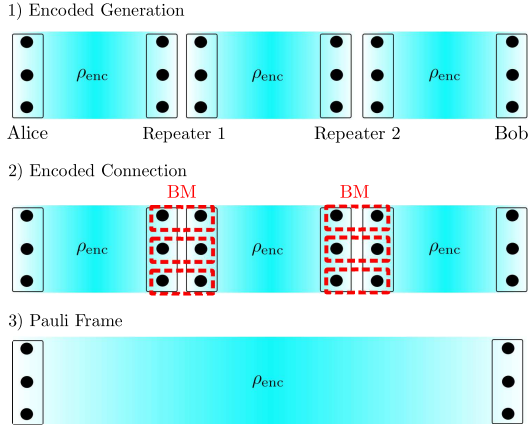 1) Encoded Generation
ρenc ρenc ρenc
Alice Repeater 1 Repeater 2 Bob
2) Encoded Connection
BM BM
ρenc ρenc ρenc
3) Pauli Frame
ρenc